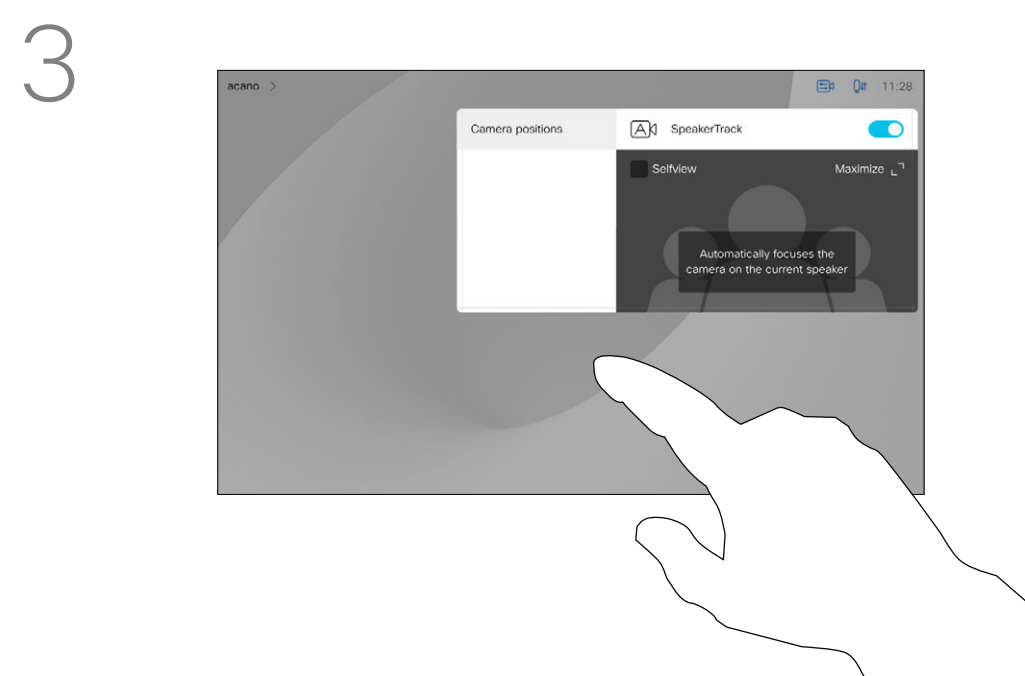 3
acano >
11:28
Camera positions
SpeakerTrack
Selfview
Maximize
Automatically focuses the
camera on the current speaker